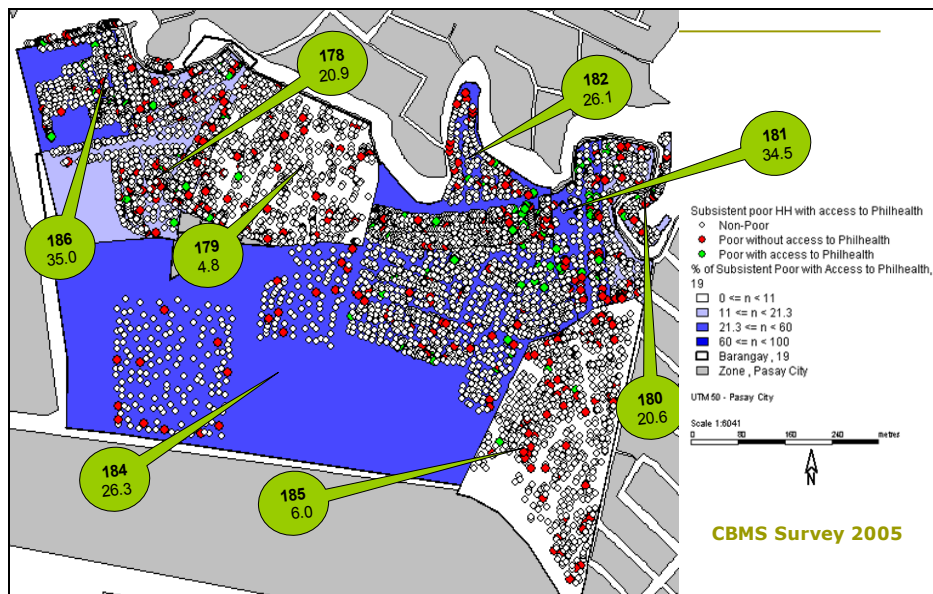 178
20.9
182
26.1
181
34.5
186
35.0
179
4.8
180
20.6
184
26.3
185
6.0
Subsistent poor HH with access to Philhealth
Non-Poor
Poor without access to Philhealth
Poor with access to Philhealth
% of Subsistent Poor with Access to Philhealth,
19
0 <= n < 11
11 <= n < 21.3
21.3 <= n < 60
60 <= n < 100
Barangay , 19
Zone , Pasay City
UTM 50 - Pasay City
Scale 1:6041
0 80 160 240 metres
N
CBMS Survey 2005